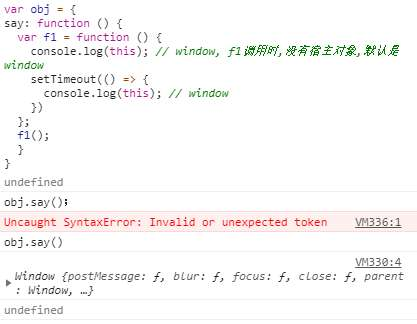 var obj = {
say: function () {
var f1 = function () {
console.log(this); // window, f1调用时,没有宿主对象,默认是
window
setTimeout(() => {
console.log(this); // window
})
};
f1();
}
}
undefined
obj.say();
Uncaught SyntaxError: Invalid or unexpected token VM336:1
obj.say()
VM330:4
Window {postMessage: ƒ, blur: ƒ, focus: ƒ, close: ƒ, parent
: Window, …}
undefined